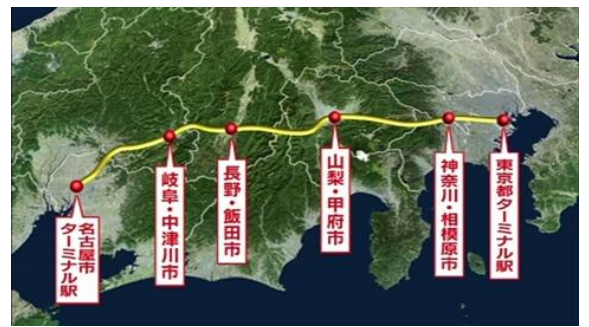 名古屋市
ターミナル駅
岐阜・中津川市
長野・飯田市
山梨・甲府市
神奈川・相模原市
東京都ターミナル駅